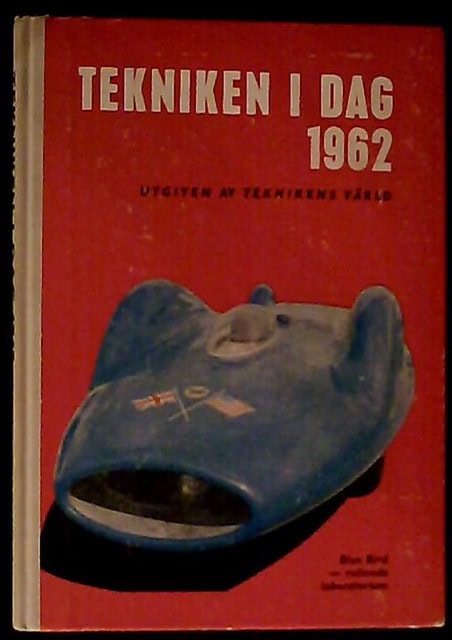 TEKNIKEN I DAG
1962
UTGIVEN AV TEKNIKENS VÄRLD
Blue Bird
— rullande
laboratorium